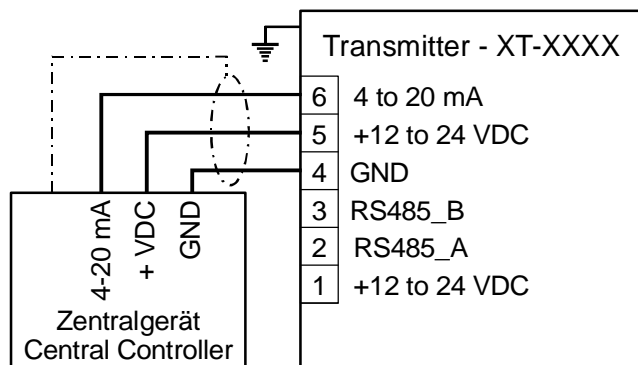 Transmitter - XT-XXXX
6 4 to 20 mA
5 +12 to 24 VDC
4 GND
3 RS485_B
2 RS485_A
1 +12 to 24 VDC
4-20 mA
+ VDC
GND
Zentralgerät
Central Controller